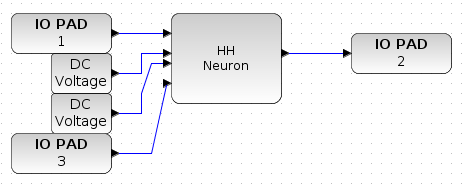 IO PAD
1
DC
Voltage
DC
Voltage
IO PAD
3
HH
Neuron
IO PAD
2